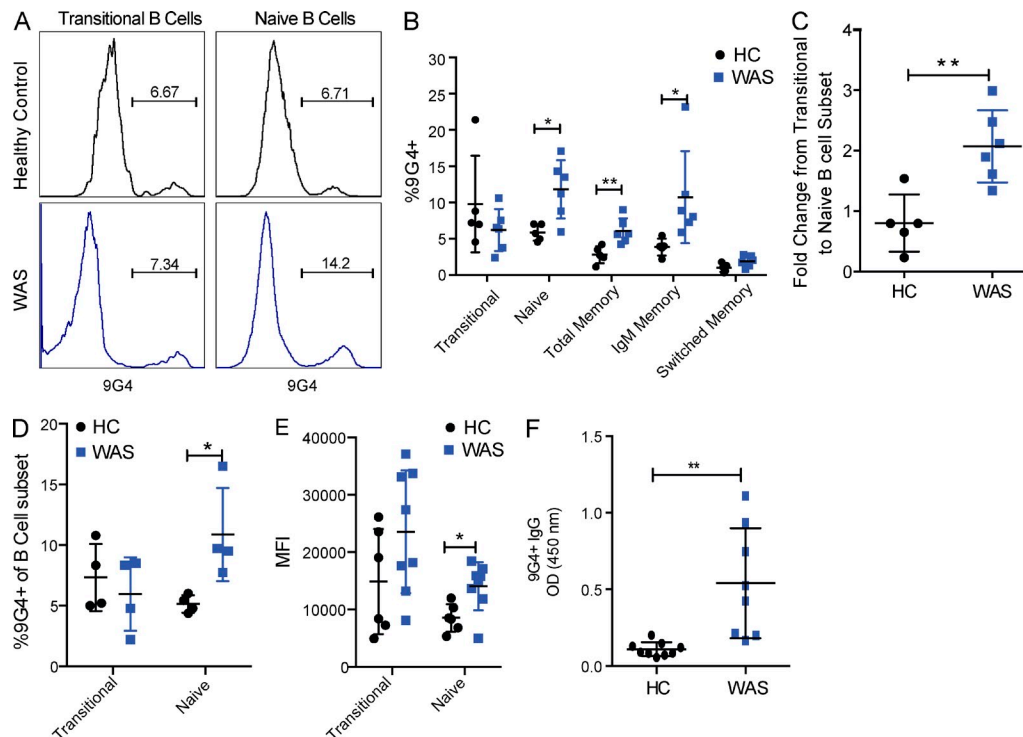 A
Transitional B Cells
Naive B Cells
Healthy Control
6.67
6.71
WAS
7.34
14.2
9G4
9G4
B
HC
WAS
%9G4+
30
25
20
15
10
5
0
*
**
*
Transitional
Naive
Total Memory
IgM Memory
Switched Memory
C
Fold Change from Transitional
to Naive B cell Subset
4
3
2
1
0
**
HC
WAS
D
HC
WAS
%9G4+ of B Cell subset
20
15
10
5
0
*
Transitional
Naive
E
HC
WAS
MFI
40000
30000
20000
10000
0
*
Transitional
Naive
F
9G4+ IgG
OD (450 nm)
1.5
1.0
0.5
0.0
**
HC
WAS